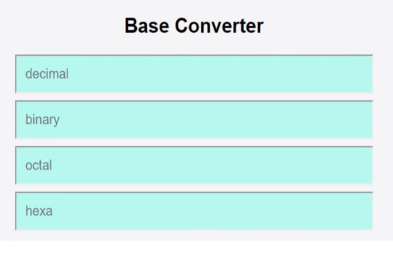 Base Converter
decimal
binary
octal
hexa